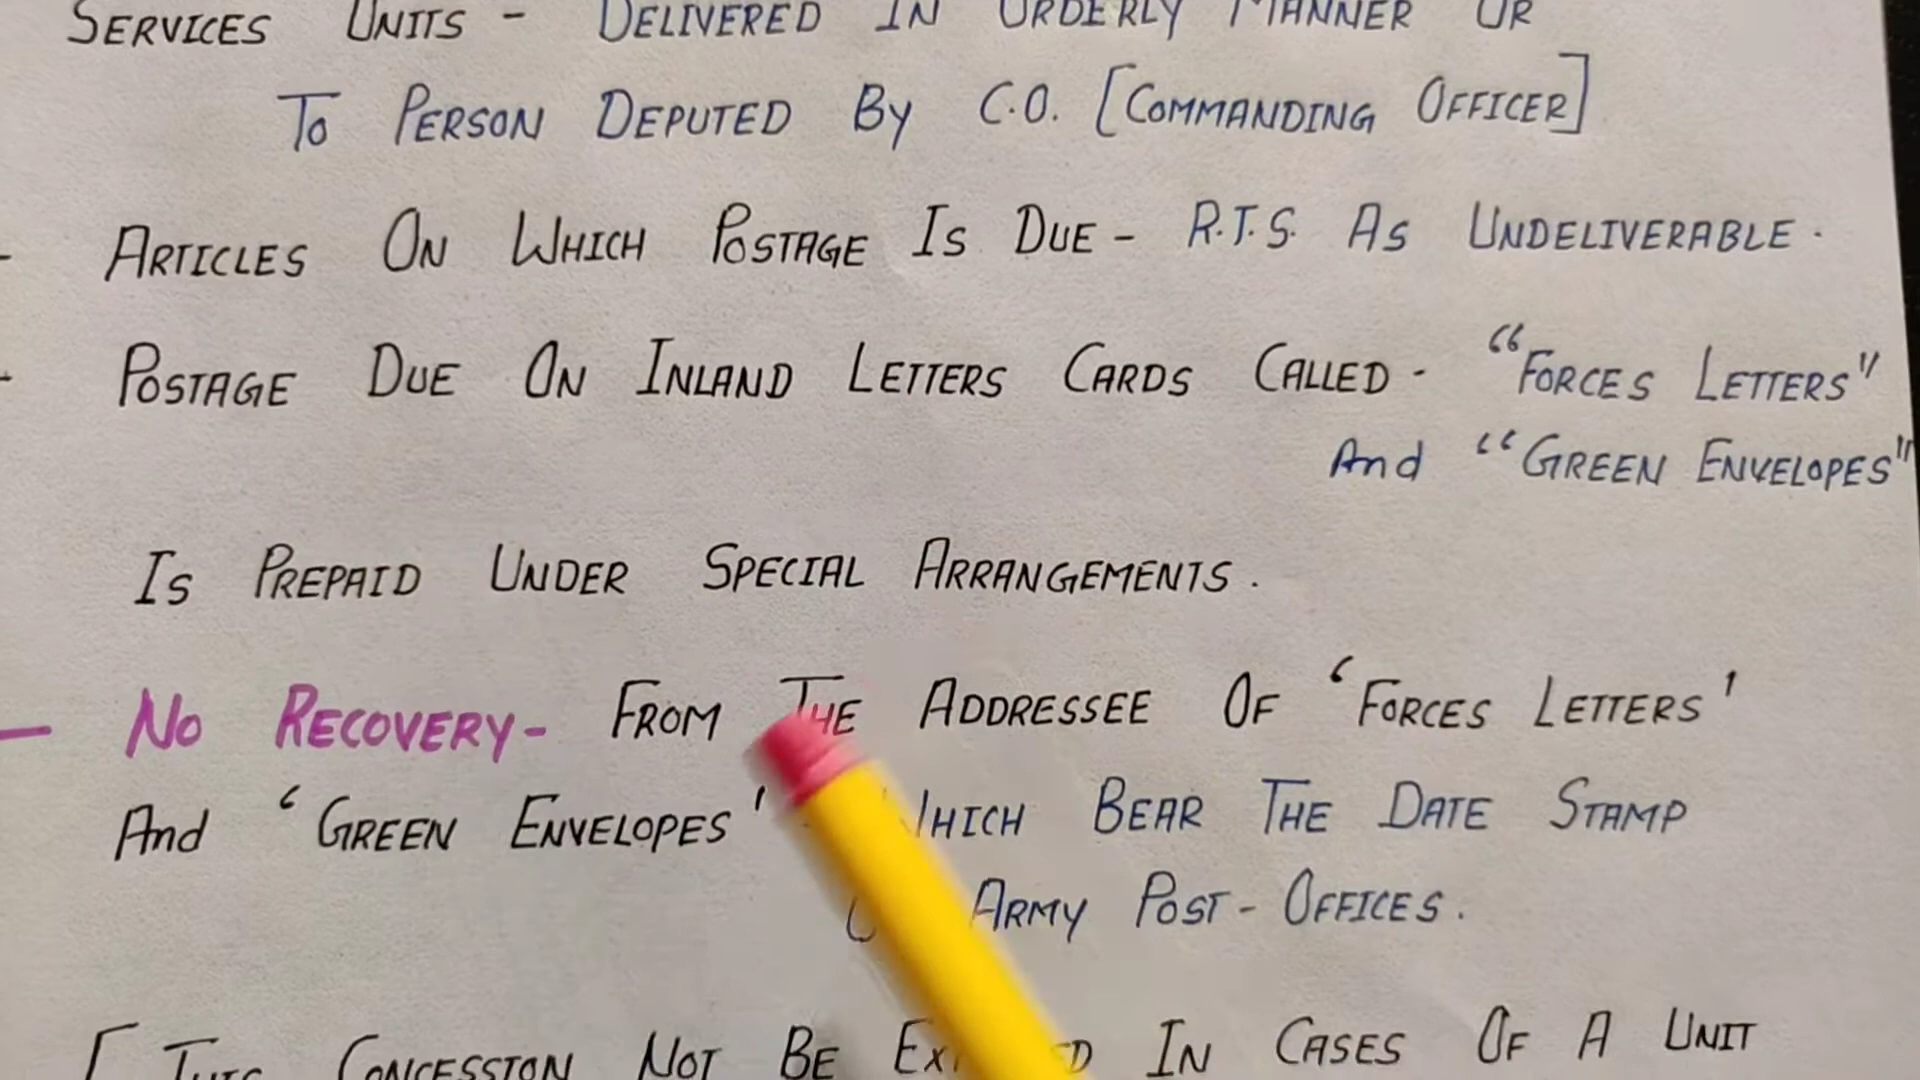 SERVICES UNITS - DELIVERED IN ORDERLY MANNER OR
TO PERSON DEPUTED BY C.O. [COMMANDING OFFICER]
- ARTICLES ON WHICH POSTAGE IS DUE - R.T.S. AS UNDELIVERABLE.
- POSTAGE DUE ON INLAND LETTERS CARDS CALLED - "FORCES LETTERS"
And "GREEN ENVELOPES"
IS PREPAID UNDER SPECIAL ARRANGEMENTS.
- NO RECOVERY - FROM THE ADDRESSEE OF 'FORCES LETTERS'
And 'GREEN ENVELOPES' - WHICH BEAR THE DATE STAMP
ARMY POST-OFFICES.
[THIS CONCESSION NOT BE IN CASES OF A UNIT